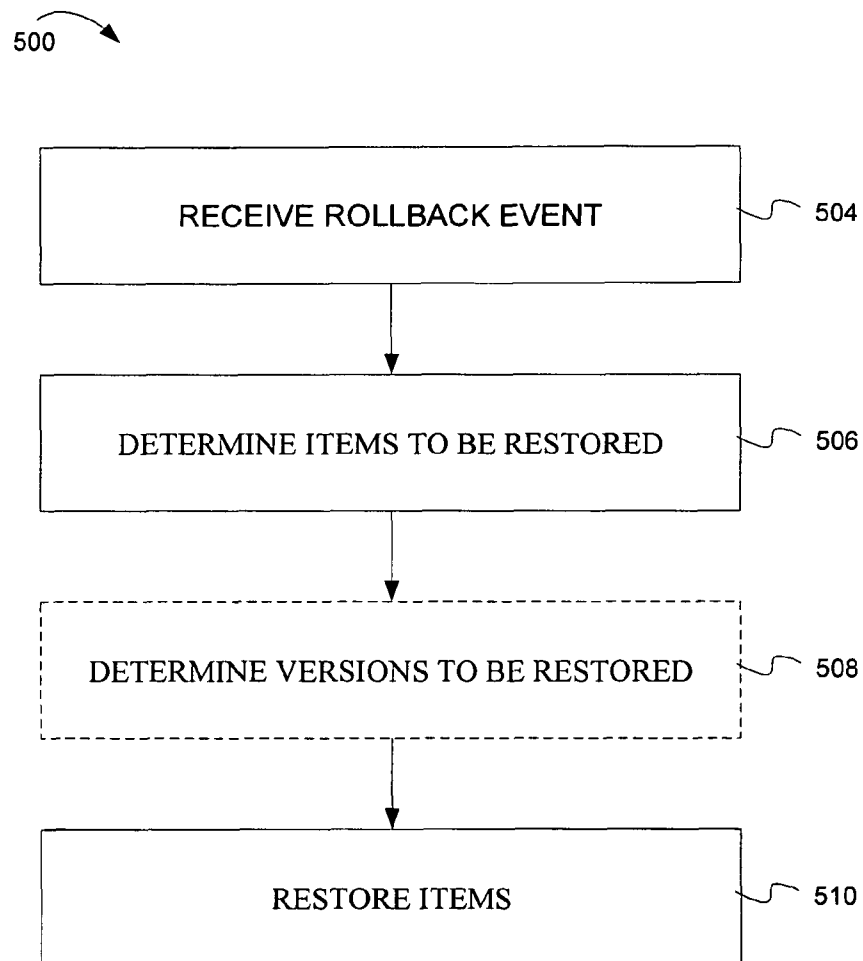 500
RECEIVE ROLLBACK EVENT
504
DETERMINE ITEMS TO BE RESTORED
506
DETERMINE VERSIONS TO BE RESTORED
508
RESTORE ITEMS
510